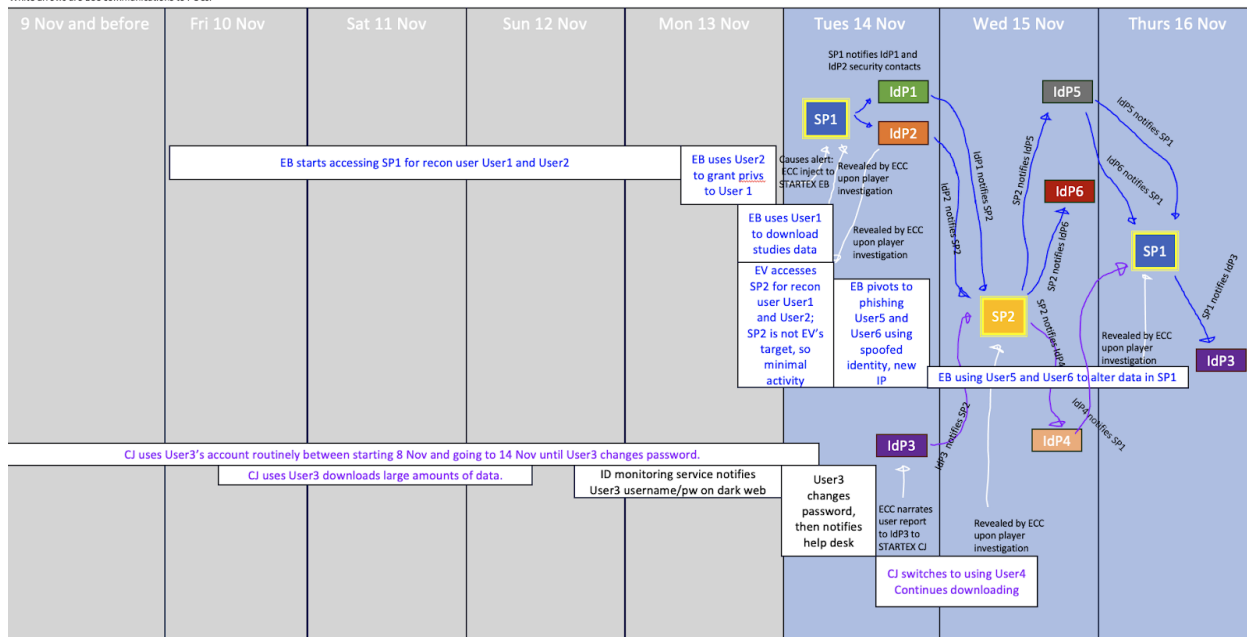 9 Nov and before
Fri 10 Nov
Sat 11 Nov
Sun 12 Nov
Mon 13 Nov
Tues 14 Nov
Wed 15 Nov
Thurs 16 Nov
SP1 notifies IdP1 and
IdP2 security contacts
IdP1
IdP2
SP1
IdP5
IdP6
SP1
IdP3
SP2
IdP4
IdP3
IdP1 notifies SP2
IdP2 notifies SP2
SP2 notifies IdP5
SP2 notifies IdP6
IdP5 notifies SP1
IdP6 notifies SP1
SP1 notifies IdP3
SP2 notifies IdP4
IdP4 notifies SP1
IdP3 notifies SP2
EB starts accessing SP1 for recon user User1 and User2
EB uses User2
to grant privs
to User 1
Causes alert:
ECC inject to
STARTEX EB
Revealed by ECC
upon player
investigation
EB uses User1
to download
studies data
Revealed by ECC
upon player
investigation
EV accesses
SP2 for recon
user User1
and User2;
SP2 is not EV's
target, so
minimal
activity
EB pivots to
phishing
User5 and
User6 using
spoofed
identity, new
IP
Revealed by ECC
upon player
investigation
EB using User5 and User6 to alter data in SP1
CJ uses User3's account routinely between starting 8 Nov and going to 14 Nov until User3 changes password.
CJ uses User3 downloads large amounts of data.
ID monitoring service notifies
User3 username/pw on dark web
User3
changes
password,
then notifies
help desk
ECC narrates
user report
to IdP3 to
STARTEX CJ
Revealed by ECC
upon player
investigation
CJ switches to using User4
Continues downloading